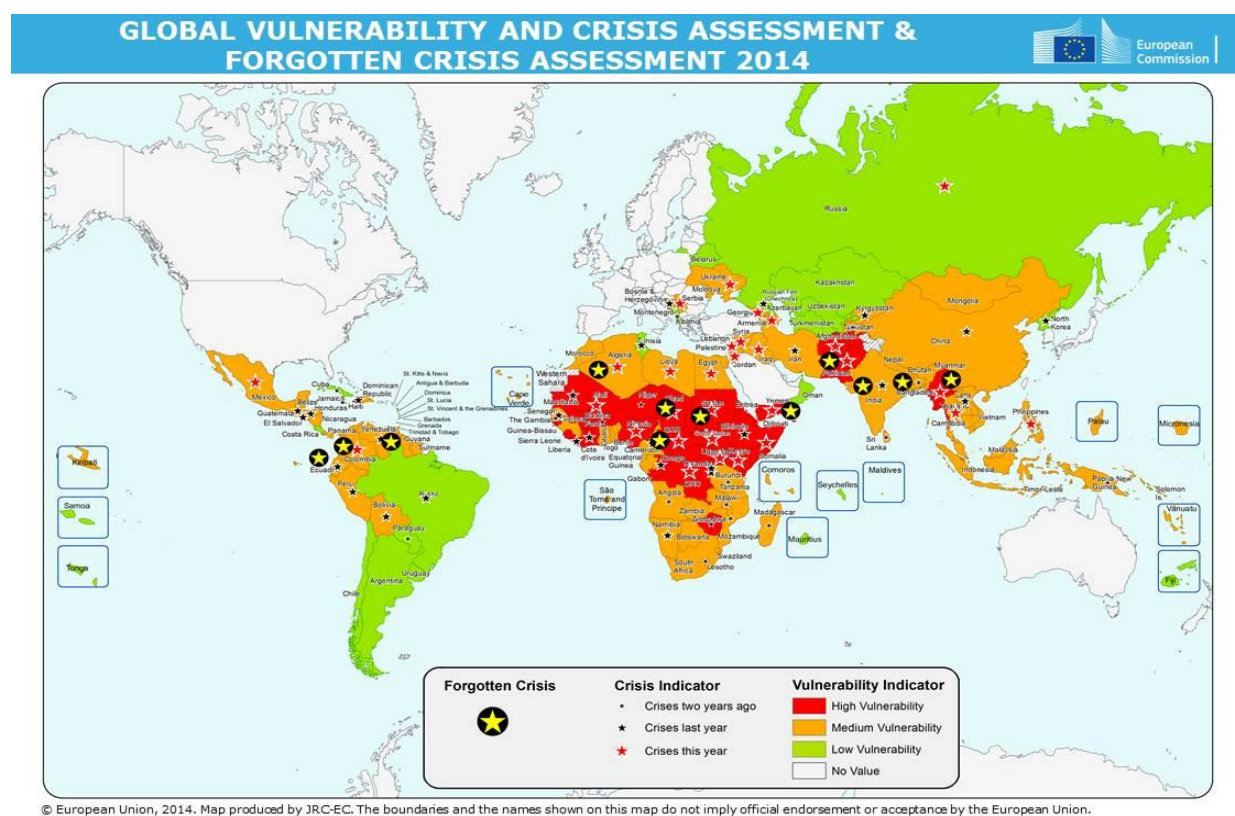 GLOBAL VULNERABILITY AND CRISIS ASSESSMENT &
FORGOTTEN CRISIS ASSESSMENT 2014
European
Commission
Russia
Belarus
Ukraine
Moldova
Kazakhstan
Bosnia &
Herzegovina
Serbia
Montenegro
Albania
Russian Fed
(Chechnya)
Azerbaijan
Georgia
Armenia
Uzbekistan
Kyrgyzstan
Turkmenistan
Mongolia
North
Korea
China
Lebanon
Syria
Palestine
Iraq
Iran
Jordan
Afghanistan
Pakistan
Nepal
Bhutan
India
Bangladesh
Myanmar
Morocco
Algeria
Libya
Egypt
Western
Sahara
Oman
Yemen
Cape
Verde
Mauritania
Mali
Niger
Eritrea
Djibouti
Senegal
The Gambia
Guinea-Bissau
Sierra Leone
Liberia
Cote
d'Ivoire
Togo
Nigeria
Cameroun
Equatorial
Guinea
Gabon
Somalia
Burundi
Tanzania
Angola
Malawi
Zambia
Namibia
Botswana
Mozambique
Madagascar
Swaziland
Lesotho
South
Africa
São
Tome and
Principe
Comoros
Seychelles
Maldives
Mauritius
Sri
Lanka
Vietnam
Cambodia
Philippines
Malaysia
Indonesia
Timor-Leste
Papua New
Guinea
Solomon
Is.
Palau
Micronesia
Vanuatu
Fiji
Mexico
Cuba
Jamaica
Haiti
Dominican
Republic
St. Kitts & Nevis
Antigua & Barbuda
Dominica
St. Lucia
St. Vincent & the Grenadines
Barbados
Grenada
Trinidad & Tobago
Belize
Guatemala
Honduras
El Salvador
Nicaragua
Costa Rica
Panama
Venezuela
Guyana
Suriname
Colombia
Ecuador
Peru
Brazil
Bolivia
Paraguay
Uruguay
Argentina
Chile
Kiribati
Samoa
Tonga
Forgotten Crisis
Crisis Indicator
Crises two years ago
Crises last year
Crises this year
Vulnerability Indicator
High Vulnerability
Medium Vulnerability
Low Vulnerability
No Value
© European Union, 2014. Map produced by JRC-EC. The boundaries and the names shown on this map do not imply official endorsement or acceptance by the European Union.